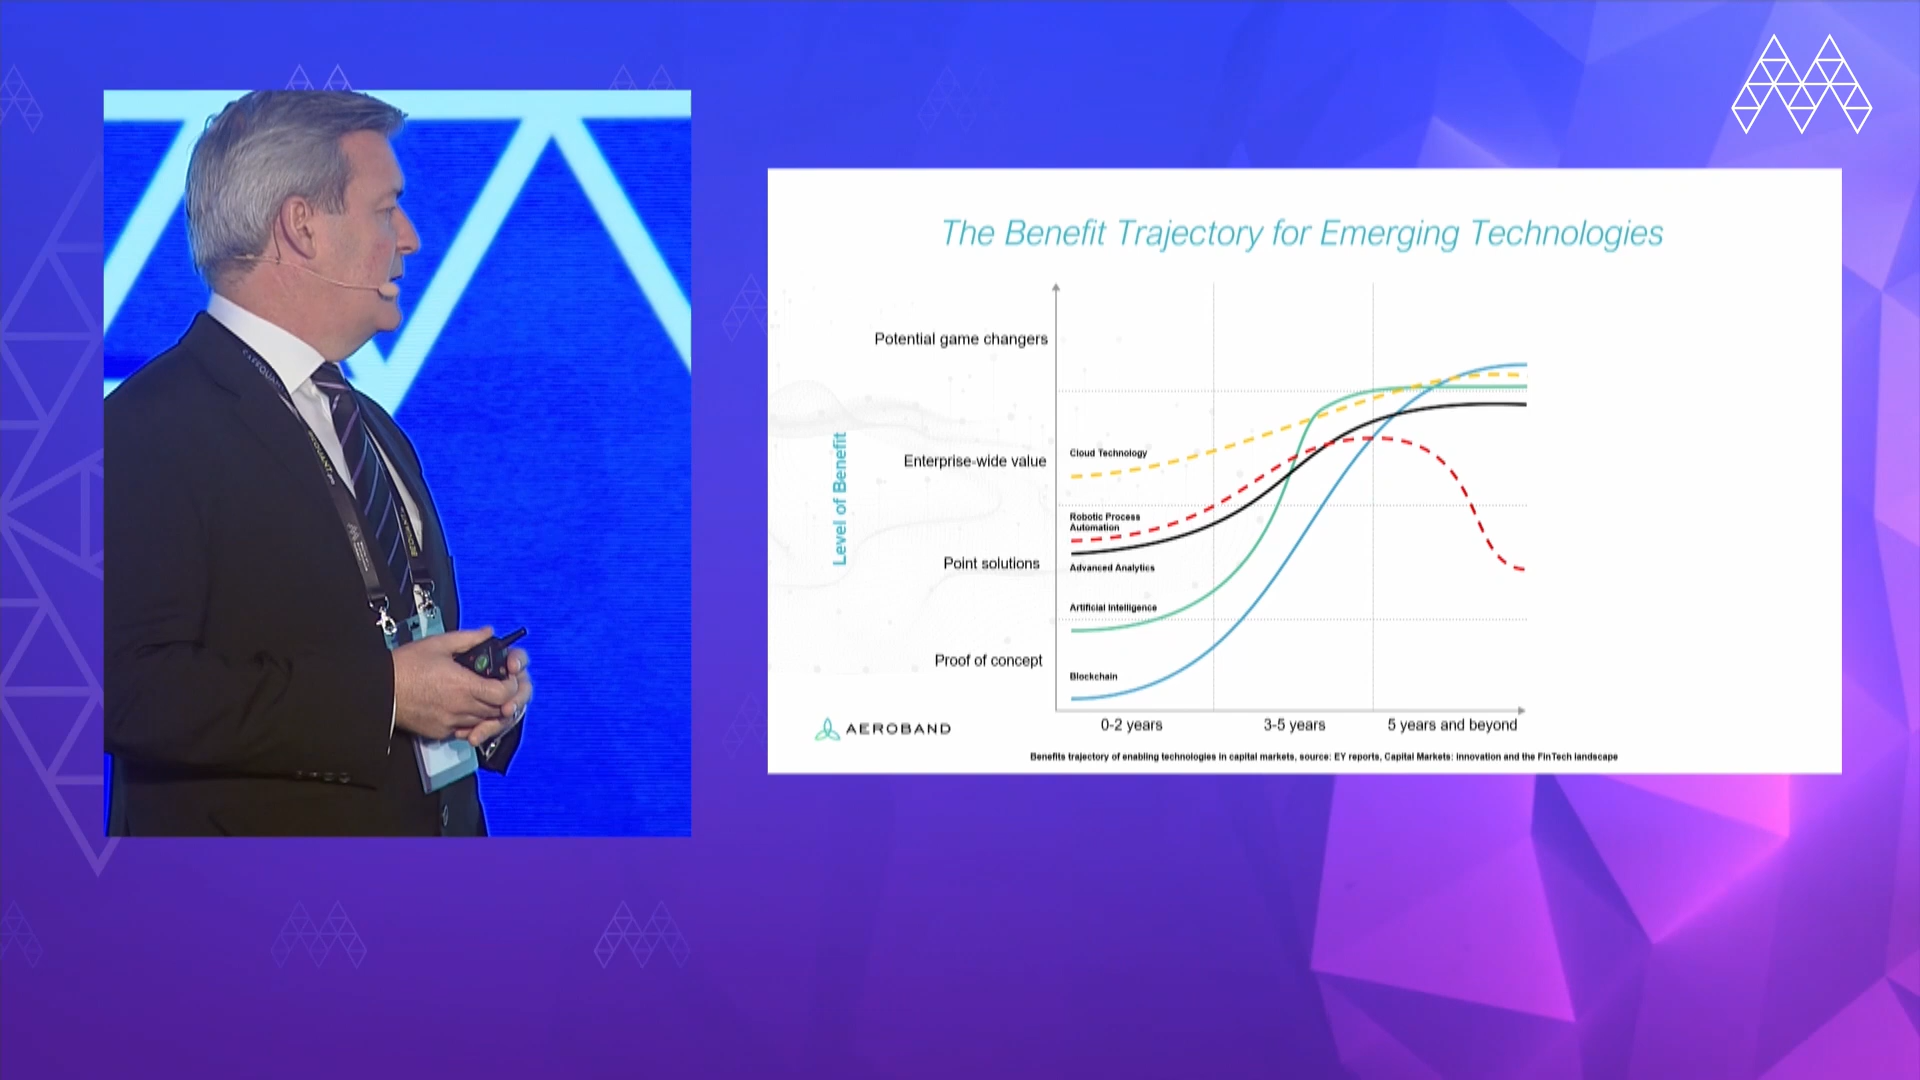 The Benefit Trajectory for Emerging Technologies
Level of Benefit
Potential game changers
Enterprise-wide value
Point solutions
Proof of concept
Cloud Technology
Robotic Process
Automation
Advanced Analytics
Artificial Intelligence
Blockchain
0-2 years
3-5 years
5 years and beyond
AEROBAND
Benefits trajectory of enabling technologies in capital markets, source: EY reports, Capital Markets: Innovation and the FinTech landscape